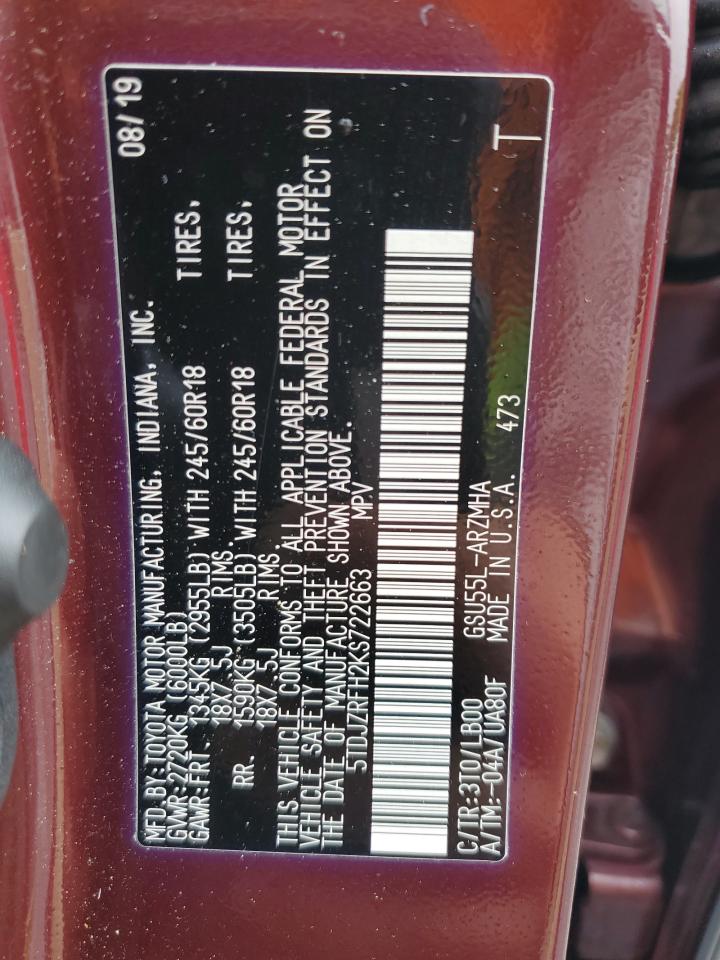 MFD.BY:TOYOTA MOTOR MANUFACTURING, INDIANA, INC. 08/19
GVWR:2720KG (6000LB)
GAWR:FRT. 1345KG (2955LB) WITH 245/60R18 TIRES,
18X7.5J RIMS.
RR. 1590KG (3505LB) WITH 245/60R18 TIRES,
18X7.5J RIMS.
THIS VEHICLE CONFORMS TO ALL APPLICABLE FEDERAL MOTOR
VEHICLE SAFETY AND THEFT PREVENTION STANDARDS IN EFFECT ON
THE DATE OF MANUFACTURE SHOWN ABOVE.
5TDJZRFH2KS722663 MPV
C/TR:3T0/LB00 GSU55L-ARZMHA
A/TM:-04A/UA80F MADE IN U.S.A. 473 T